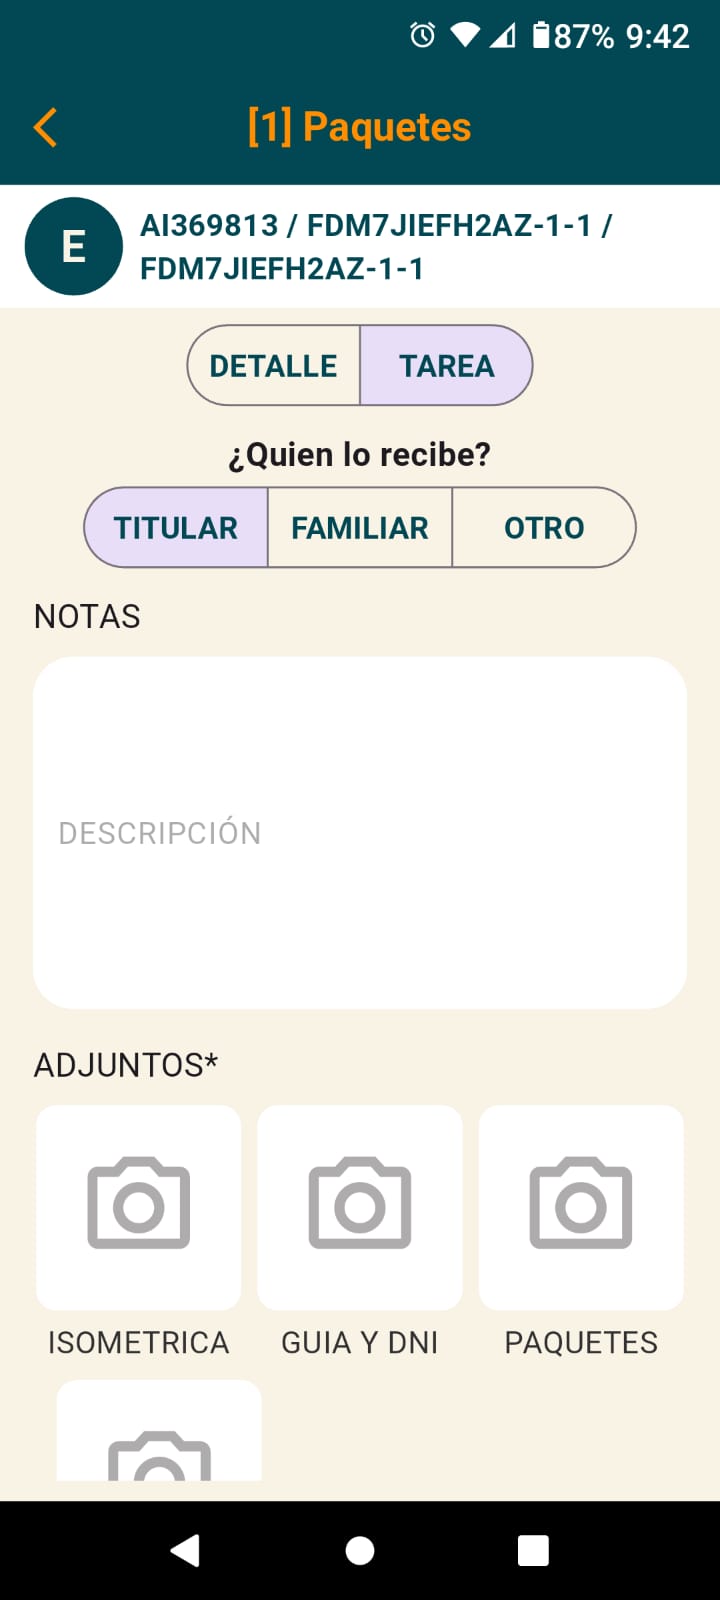 87% 9:42
[1] Paquetes
E
AI369813 / FDM7JIEFH2AZ-1-1 /
FDM7JIEFH2AZ-1-1
DETALLE TAREA
¿Quien lo recibe?
TITULAR FAMILIAR OTRO
NOTAS
DESCRIPCIÓN
ADJUNTOS*
ISOMETRICA GUIA Y DNI PAQUETES